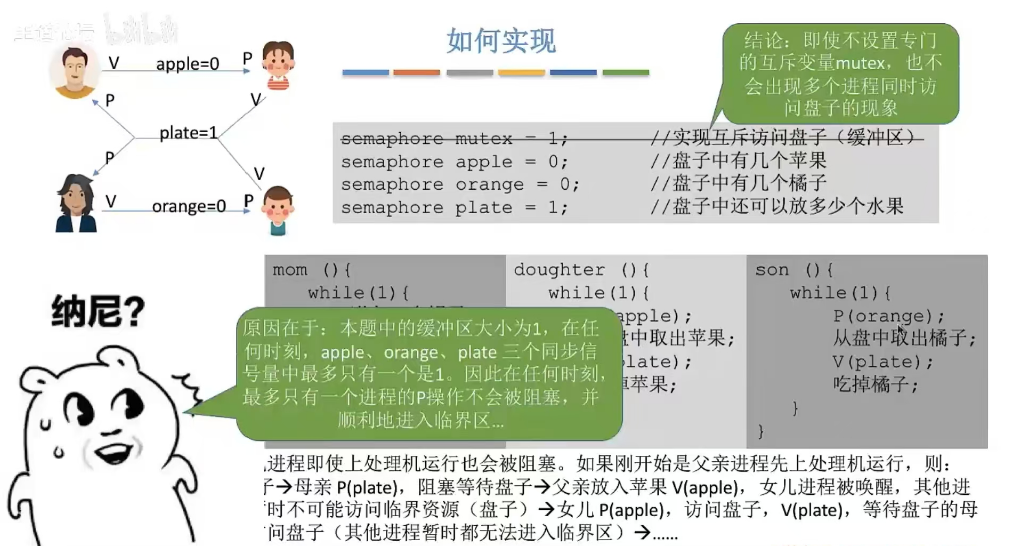 如何实现
结论：即使不设置专门
的互斥变量mutex，也不
会出现多个进程同时访
问盘子的现象
V apple=0 P
P V
plate=1
P V
V orange=0 P
semaphore mutex = 1; //实现互斥访问盘子（缓冲区）
semaphore apple = 0; //盘子中有几个苹果
semaphore orange = 0; //盘子中有几个橘子
semaphore plate = 1; //盘子中还可以放多少个水果
mom (){
while(1){
doughter (){
while(1){
apple);
盘中取出苹果；
plate);
苹果；
son (){
while(1){
P(orange);
从盘中取出橘子；
V(plate);
吃掉橘子；
}
}
纳尼？
原因在于：本题中的缓冲区大小为1，在任
何时刻，apple、orange、plate 三个同步信
号量中最多只有一个是1。因此在任何时刻，
最多只有一个进程的P操作不会被阻塞，并
顺利地进入临界区...
进程即使上处理机运行也会被阻塞。如果刚开始是父亲进程先上处理机运行，则：
子→母亲 P(plate)，阻塞等待盘子→父亲放入苹果 V(apple)，女儿进程被唤醒，其他进
时不可能访问临界资源（盘子）→女儿 P(apple)，访问盘子，V(plate)，等待盘子的母
问盘子（其他进程暂时都无法进入临界区）→......